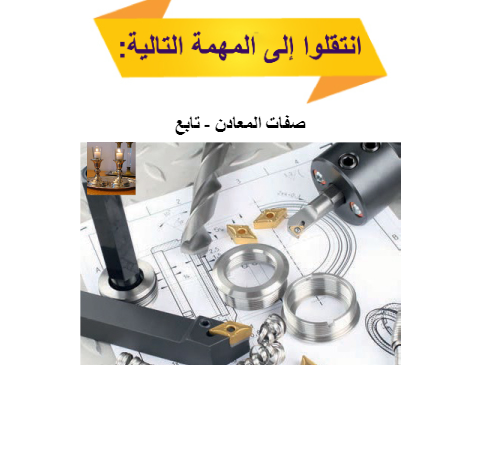 انتقلوا إلى المهمة التالية:
صفات المعادن - تابع